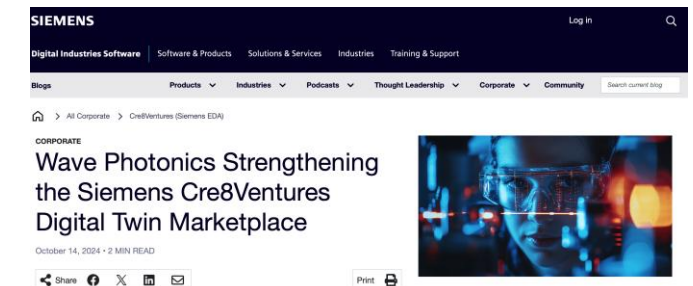 SIEMENS
Log in
Digital Industries Software Software & Products Solutions & Services Industries Training & Support
Blogs Products Industries Podcasts Thought Leadership Corporate Community Search current blog
> All Corporate > Cre8Ventures (Siemens EDA)
CORPORATE
Wave Photonics Strengthening
the Siemens Cre8Ventures
Digital Twin Marketplace
October 14, 2024 • 2 MIN READ
Share
Print